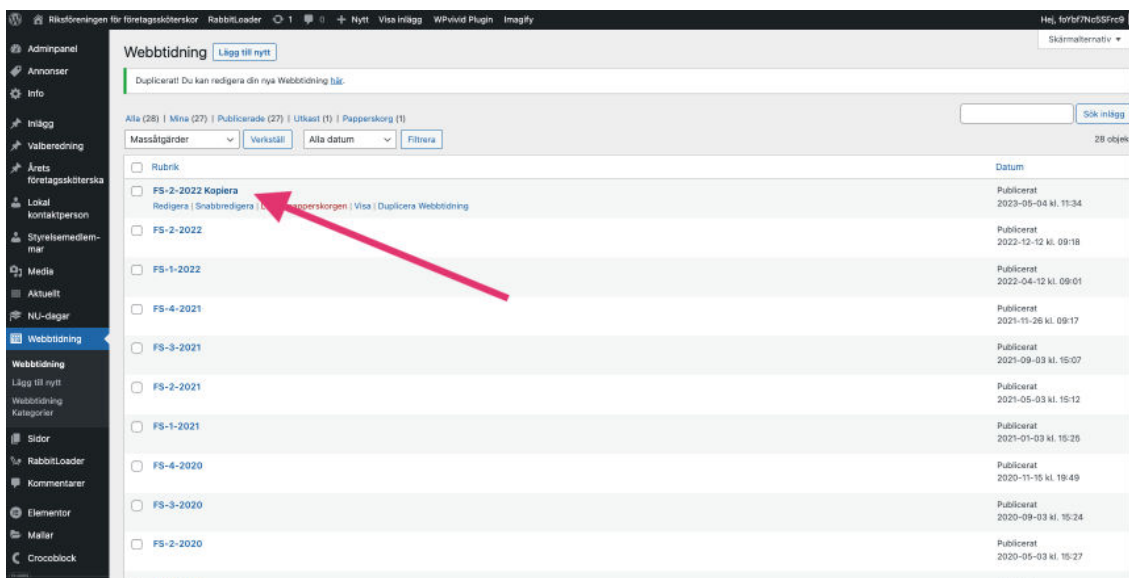 Riksföreningen för företagssköterskor RabbitLoader 1 0 + Nytt Visa inlägg WPvivid Plugin Imagify Hej, foYbf7No5SFrc9
Skärmalternativ
Adminpanel
Annonser
Info
Inlägg
Valberedning
Årets
företagssköterska
Lokal
kontaktperson
Styrelsemedlem-
mar
Media
Aktuellt
NU-dagar
Webbtidning
Webbtidning
Lägg till nytt
Webbtidning
Kategorier
Sidor
RabbitLoader
Kommentarer
Elementor
Mallar
Crocoblock
Webbtidning Lägg till nytt
Duplicerat! Du kan redigera din nya Webbtidning här.
Alla (28) | Mina (27) | Publicerade (27) | Utkast (1) | Papperskorg (1)
Sök inlägg
Massåtgärder Verkställ Alla datum Filtrera 28 objek
Rubrik Datum
FS-2-2022 Kopiera Publicerat
Redigera | Snabbredigera | papperskorgen | Visa | Duplicera Webbtidning 2023-05-04 kl. 11:34
FS-2-2022 Publicerat
2022-12-12 kl. 09:18
FS-1-2022 Publicerat
2022-04-12 kl. 09:01
FS-4-2021 Publicerat
2021-11-26 kl. 09:17
FS-3-2021 Publicerat
2021-09-03 kl. 15:07
FS-2-2021 Publicerat
2021-05-03 kl. 15:12
FS-1-2021 Publicerat
2021-01-03 kl. 15:25
FS-4-2020 Publicerat
2020-11-15 kl. 19:49
FS-3-2020 Publicerat
2020-09-03 kl. 15:24
FS-2-2020 Publicerat
2020-05-03 kl. 15:27